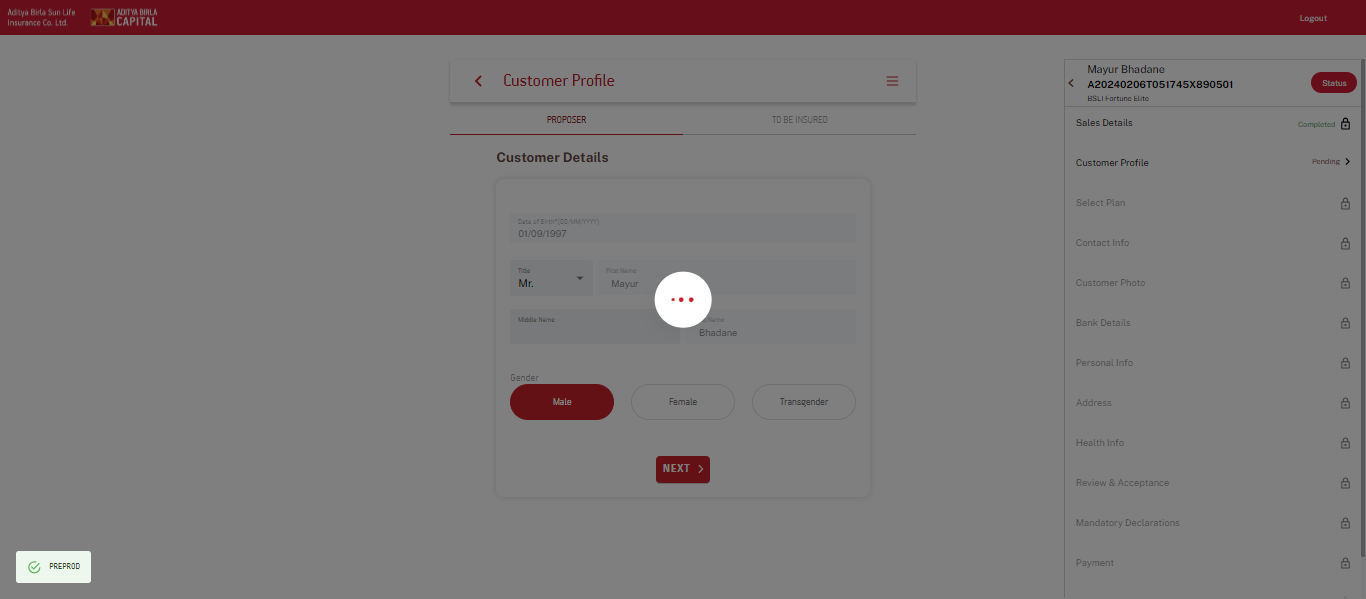 Aditya Birla Sun Life
Insurance Co. Ltd.
ADITYA BIRLA
CAPITAL
Logout
Customer Profile
PROPOSER
TO BE INSURED
Customer Details
Date of Birth*(DD/MM/YYYY)
01/09/1997
Title
Mr.
First Name
Mayur
Middle Name
Name
Bhadane
Gender
Male
Female
Transgender
NEXT
PREPROD
Mayur Bhadane
A20240206T051745X890501
BSLI Fortune Elite
Status
Sales Details
Completed
Customer Profile
Pending
Select Plan
Contact Info
Customer Photo
Bank Details
Personal Info
Address
Health Info
Review & Acceptance
Mandatory Declarations
Payment